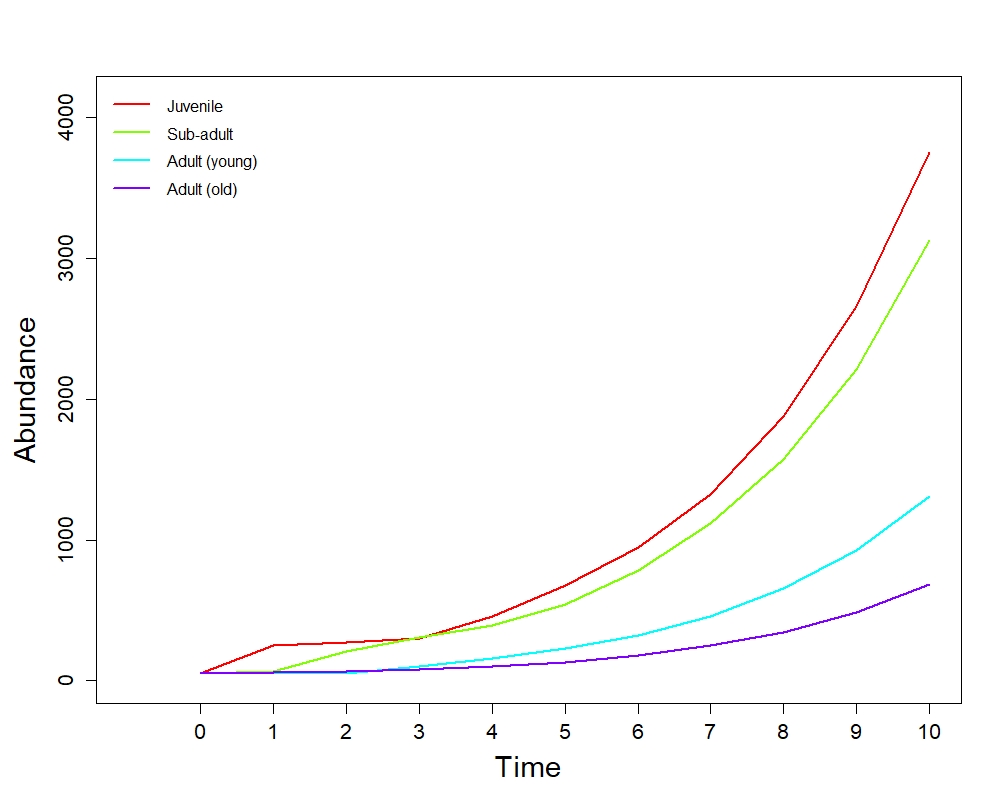 Juvenile
Sub-adult
Adult (young)
Adult (old)
4000
3000
2000
1000
0
Abundance
0 1 2 3 4 5 6 7 8 9 10
Time